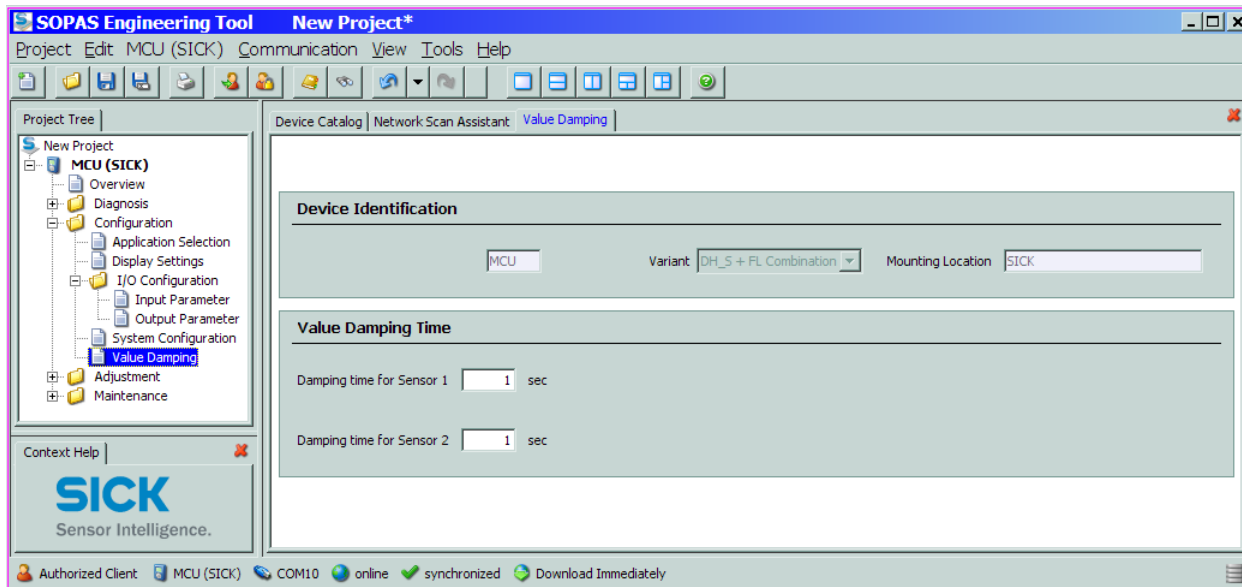 SOPAS Engineering Tool New Project*
Project Edit MCU (SICK) Communication View Tools Help
Project Tree
Device Catalog Network Scan Assistant Value Damping
New Project
MCU (SICK)
Overview
Diagnosis
Configuration
Application Selection
Display Settings
I/O Configuration
Input Parameter
Output Parameter
System Configuration
Value Damping
Adjustment
Maintenance
Context Help
SICK
Sensor Intelligence.
Device Identification
MCU Variant DH_S + FL Combination Mounting Location SICK
Value Damping Time
Damping time for Sensor 1 1 sec
Damping time for Sensor 2 1 sec
Authorized Client MCU (SICK) COM10 online synchronized Download Immediately